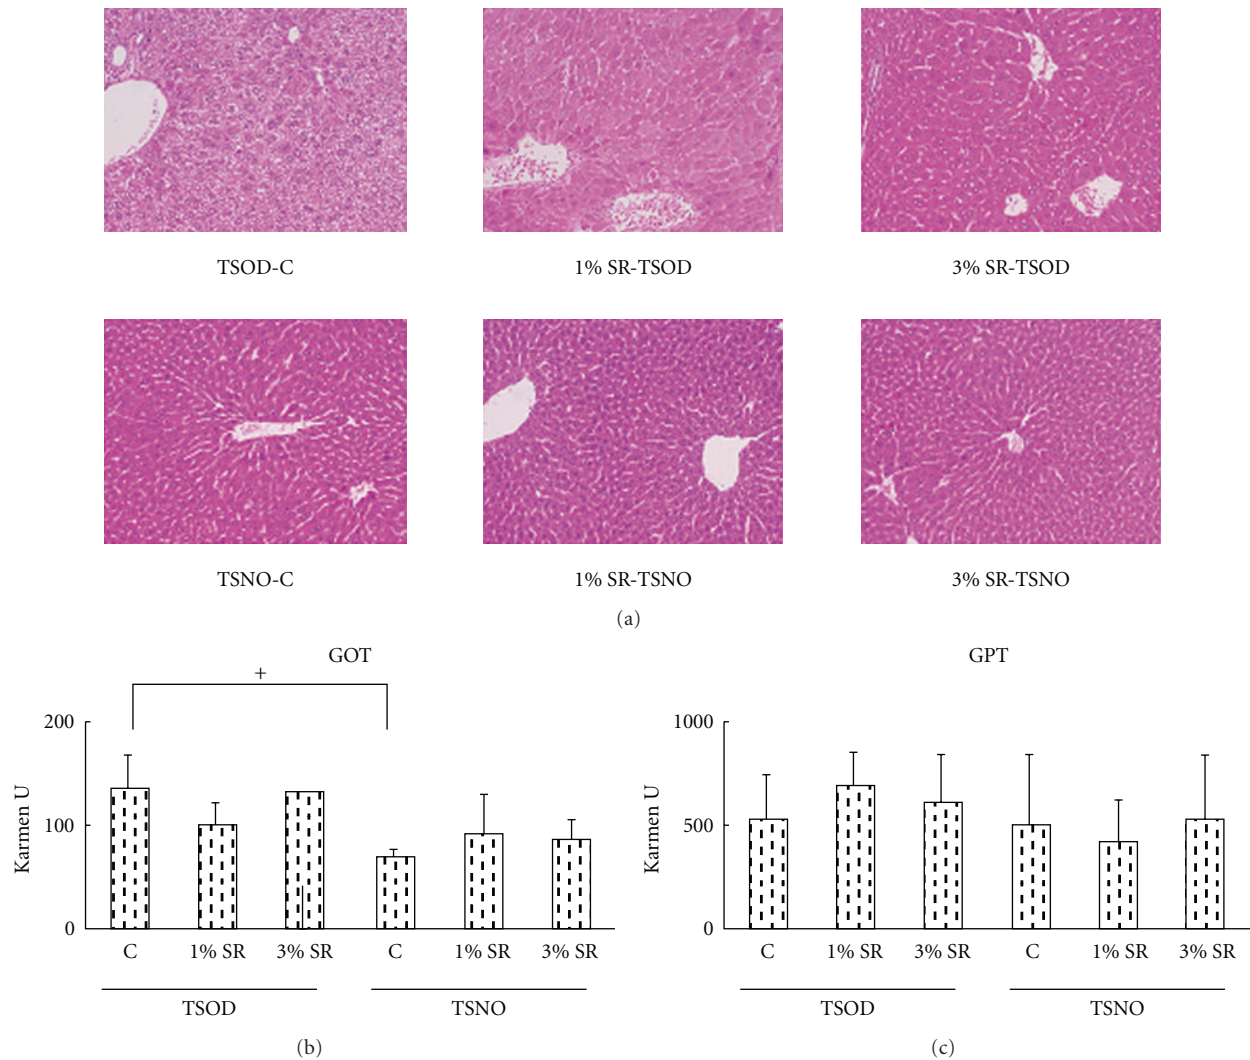 TSOD-C 1% SR-TSOD 3% SR-TSOD
TSNO-C 1% SR-TSNO 3% SR-TSNO
(a)
GOT
+
200
100
0
Karmen U
C 1% SR 3% SR C 1% SR 3% SR
TSOD TSNO
(b)
GPT
1000
500
0
Karmen U
C 1% SR 3% SR C 1% SR 3% SR
TSOD TSNO
(c)